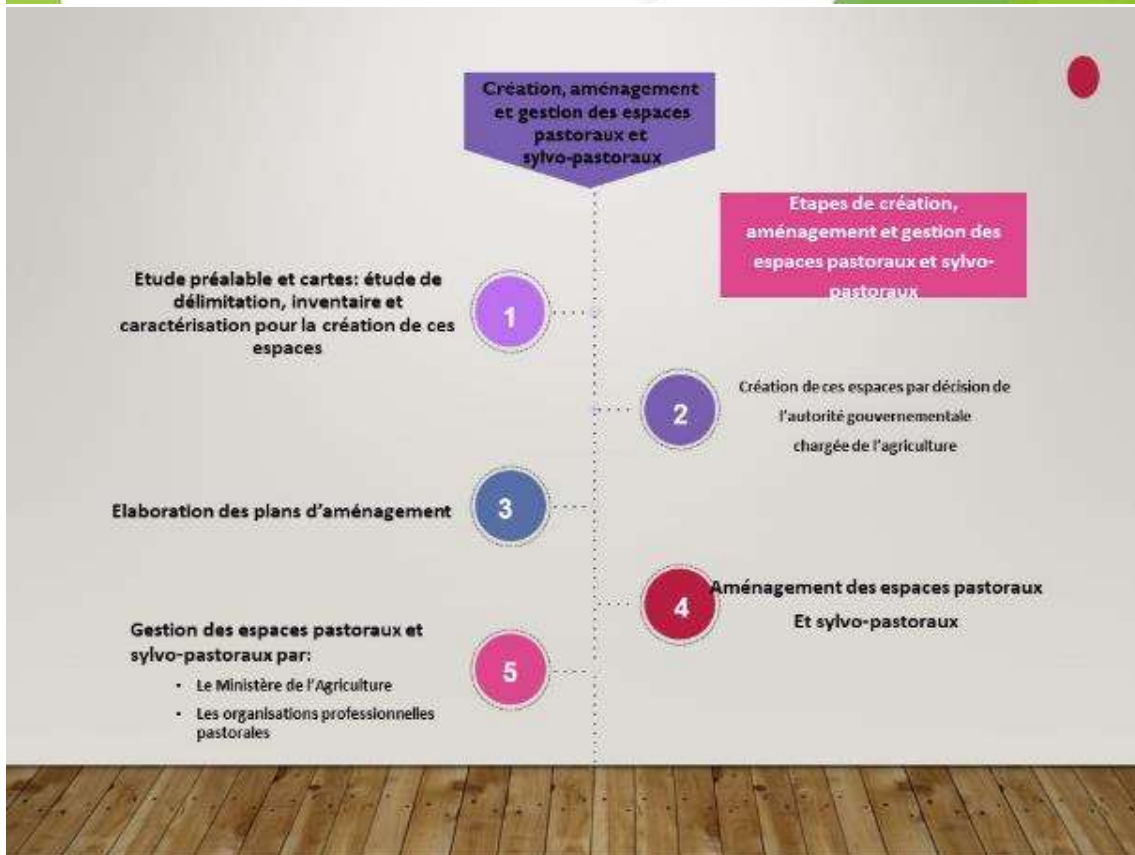 Création, aménagement
et gestion des espaces
pastoraux et
sylvo-pastoraux
Etapes de création,
aménagement et gestion des
espaces pastoraux et sylvo-
pastoraux
Etude préalable et cartes: étude de
délimitation, inventaire et
caractérisation pour la création de ces
espaces
1
2
Création de ces espaces par décision de
l'autorité gouvernementale
chargée de l'agriculture
Elaboration des plans d'aménagement
3
4
Aménagement des espaces pastoraux
Et sylvo-pastoraux
Gestion des espaces pastoraux et
sylvo-pastoraux par:
• Le Ministère de l'Agriculture
• Les organisations professionnelles
pastorales
5